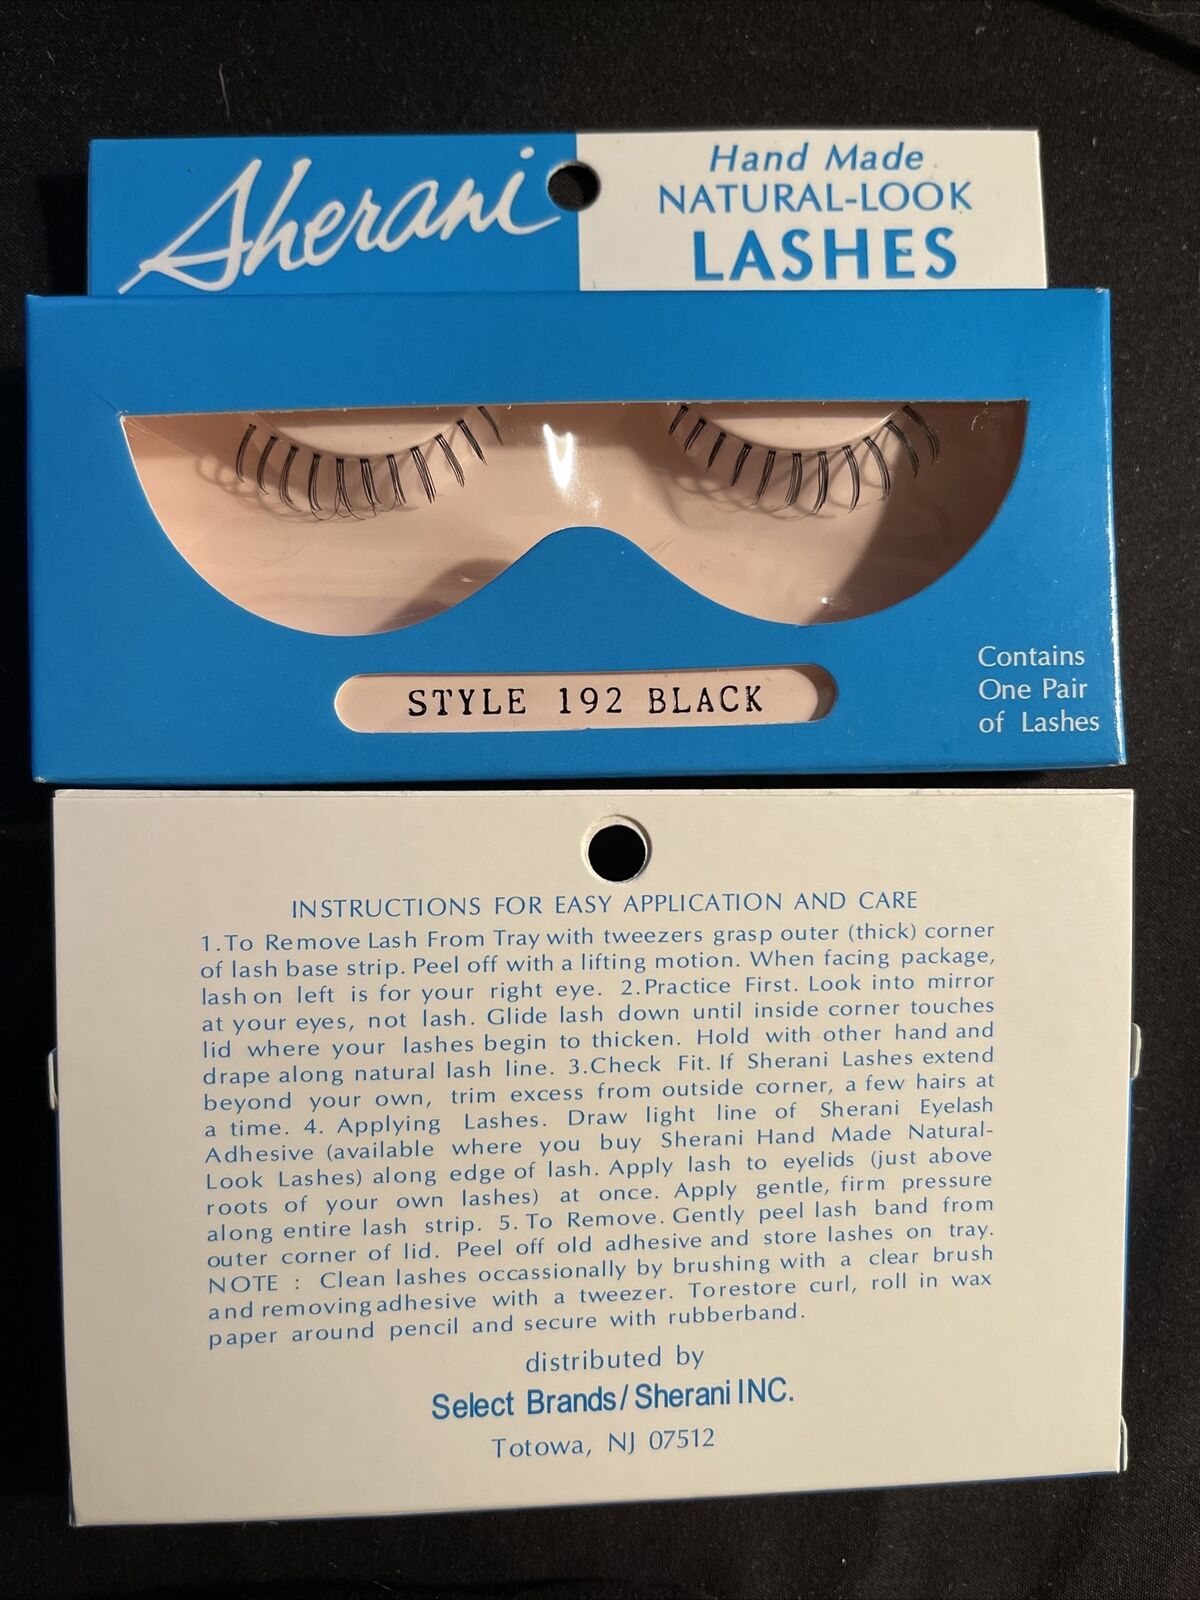 Sherani
Hand Made
NATURAL-LOOK
LASHES
STYLE 192 BLACK
Contains
One Pair
of Lashes
INSTRUCTIONS FOR EASY APPLICATION AND CARE
1.To Remove Lash From Tray with tweezers grasp outer (thick) corner
of lash base strip. Peel off with a lifting motion. When facing package,
lash on left is for your right eye. 2.Practice First. Look into mirror
at your eyes, not lash. Glide lash down until inside corner touches
lid where your lashes begin to thicken. Hold with other hand and
drape along natural lash line. 3.Check Fit. If Sherani Lashes extend
beyond your own, trim excess from outside corner, a few hairs at
a time. 4. Applying Lashes. Draw light line of Sherani Eyelash
Adhesive (available where you buy Sherani Hand Made Natural-
Look Lashes) along edge of lash. Apply lash to eyelids (just above
roots of your own lashes) at once. Apply gentle, firm pressure
along entire lash strip. 5. To Remove. Gently peel lash band from
outer corner of lid. Peel off old adhesive and store lashes on tray.
NOTE : Clean lashes occassionally by brushing with a clear brush
and removing adhesive with a tweezer. To restore curl, roll in wax
paper around pencil and secure with rubberband.
distributed by
Select Brands/ Sherani INC.
Totowa, NJ 07512